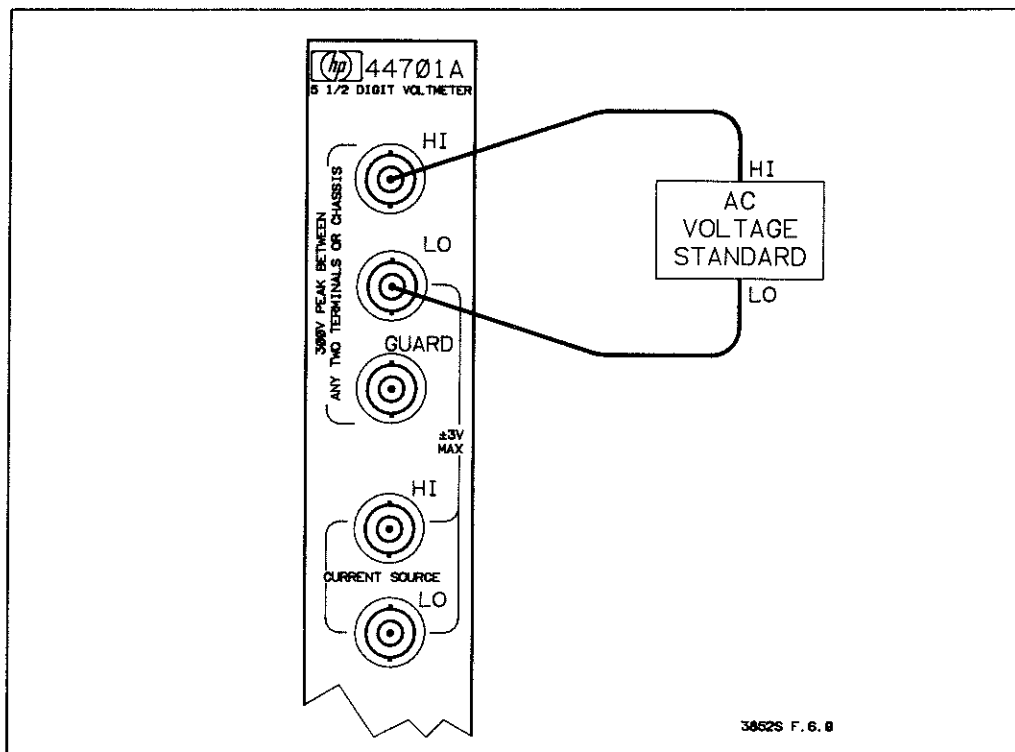 hp 44701A
5 1/2 DIGIT VOLTMETER
HI
300V PEAK BETWEEN
ANY TWO TERMINALS OR CHASSIS
LO
GUARD
±3V
MAX
HI
CURRENT SOURCE
LO
HI
AC
VOLTAGE
STANDARD
LO
3852S F.6.8